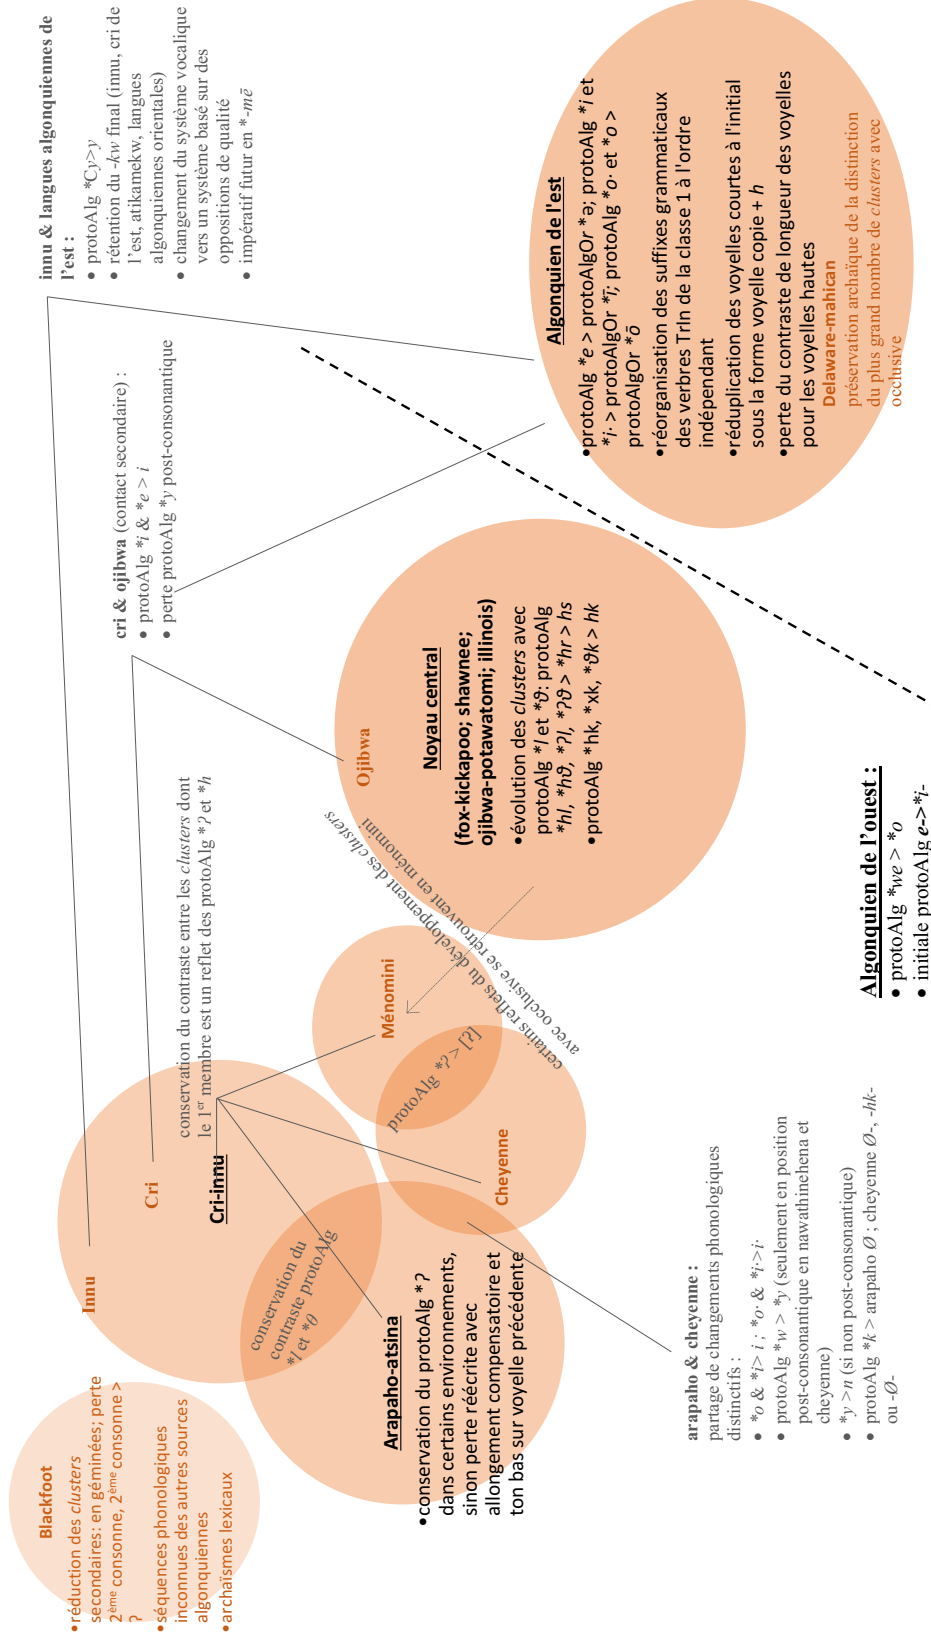 Blackfoot
•réduction des clusters
secondaires: en géminées; perte
2ème consonne, 2ème consonne >
ʔ
•séquences phonologiques
inconnues des autres sources
algonquiennes
•archaïsmes lexicaux
Innu
Cri
Cri-innu
conservation du contraste entre les clusters dont
le 1er membre est un reflet des protoAlg *ʔ et *h
conservation du
contraste protoAlg
*l et *θ
Arapaho-atsina
•conservation du protoAlg *ʔ
dans certains environnements,
sinon perte réécrite avec
allongement compensatoire et
ton bas sur voyelle précédente
Cheyenne
Ménomini
protoAlg *ʔ > [ʔ]
certains reflets du développement des clusters
avec occlusive se retrouvent en ménomini
Ojibwa
Noyau central
(fox-kickapoo; shawnee;
ojibwa-potawatomi; illinois)
•évolution des clusters avec
protoAlg *l et *ϑ: protoAlg
*hl, *hϑ, *ʔl, *ʔϑ > *hr > hs
•protoAlg *hk, *xk, *ϑk > hk
cri & ojibwa (contact secondaire) :
• protoAlg *i & *e > i
• perte protoAlg *y post-consonantique
innu & langues algonquiennes de
l'est :
• protoAlg *Cy>y
• rétention du -kw final (innu, cri de
l'est, atikamekw, langues
algonquiennes orientales)
• changement du système vocalique
vers un système basé sur des
oppositions de qualité
• impératif futur en *-mē
Algonquien de l'est
•protoAlg *e > protoAlgOr *ə; protoAlg *i et
*i· > protoAlgOr *ī; protoAlg *o· et *o >
protoAlgOr *ō
•réorganisation des suffixes grammaticaux
des verbres TrIn de la classe 1 à l'ordre
indépendant
•réduplication des voyelles courtes à l'initial
sous la forme voyelle copie + h
•perte du contraste de longueur des voyelles
pour les voyelles hautes
Delaware-mahican
préservation archaïque de la distinction
du plus grand nombre de clusters avec
occlusive
arapaho & cheyenne :
partage de changements phonologiques
distinctifs :
• *o & *i> i ; *o· & *i·>i·
• protoAlg *w > *y (seulement en position
post-consonantique en nawathinehena et
cheyenne)
• *y >n (si non post-consonantique)
• protoAlg *k > arapaho Ø ; cheyenne Ø-, -hk-
ou -Ø-
Algonquien de l'ouest :
• protoAlg *we > *o
• initiale protoAlg e->*i-